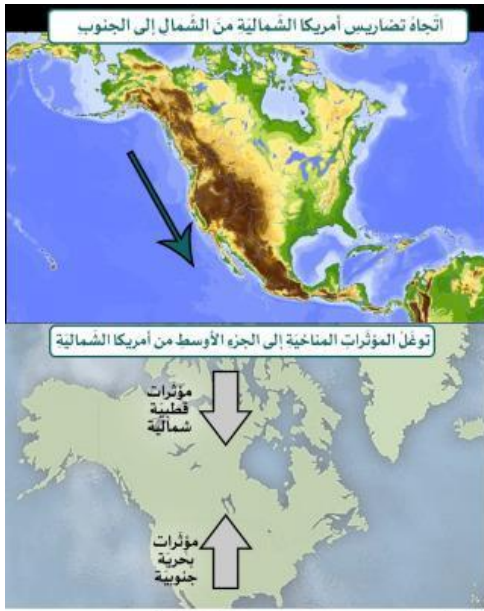 اتّجاهُ تضاريسِ أمريكا الشّماليّةِ منَ الشّمالِ إلى الجنوبِ
توغّلُ المؤثّراتِ المناخيّةِ إلى الجزءِ الأوسطِ من أمريكا الشّماليّةِ
مؤثّرات
قطبيّة
شماليّة
مؤثّرات
بحريّة
جنوبيّة